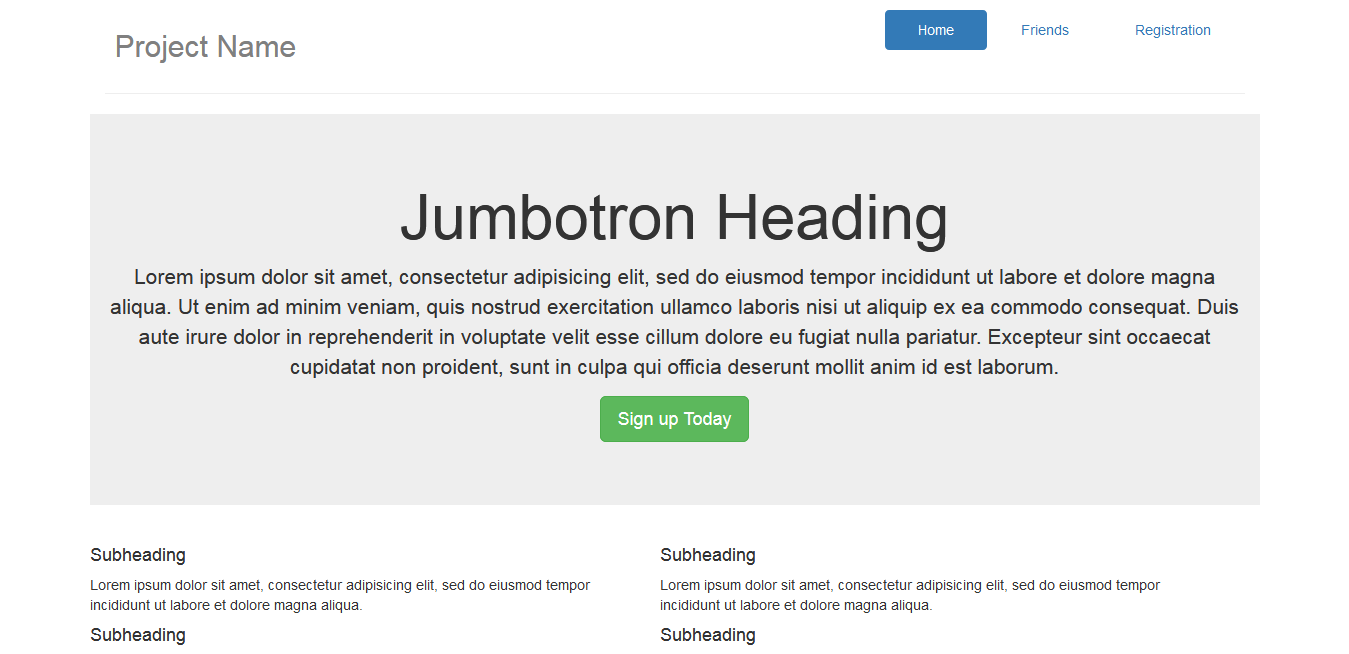 Project Name
Home
Friends
Registration
Jumbotron Heading
Lorem ipsum dolor sit amet, consectetur adipisicing elit, sed do eiusmod tempor incididunt ut labore et dolore magna
aliqua. Ut enim ad minim veniam, quis nostrud exercitation ullamco laboris nisi ut aliquip ex ea commodo consequat. Duis
aute irure dolor in reprehenderit in voluptate velit esse cillum dolore eu fugiat nulla pariatur. Excepteur sint occaecat
cupidatat non proident, sunt in culpa qui officia deserunt mollit anim id est laborum.
Sign up Today
Subheading
Lorem ipsum dolor sit amet, consectetur adipisicing elit, sed do eiusmod tempor
incididunt ut labore et dolore magna aliqua.
Subheading
Subheading
Lorem ipsum dolor sit amet, consectetur adipisicing elit, sed do eiusmod tempor
incididunt ut labore et dolore magna aliqua.
Subheading